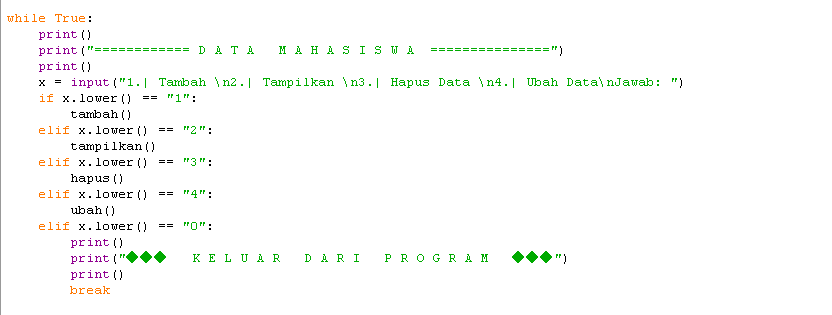 while True:
    print()
    print("============ D A T A   M A H A S I S W A ===============")
    print()
    x = input("1.| Tambah \n2.| Tampilkan \n3.| Hapus Data \n4.| Ubah Data\nJawab: ")
    if x.lower() == "1":
        tambah()
    elif x.lower() == "2":
        tampilkan()
    elif x.lower() == "3":
        hapus()
    elif x.lower() == "4":
        ubah()
    elif x.lower() == "0":
        print()
        print("◆◆◆   K E L U A R   D A R I   P R O G R A M   ◆◆◆")
        print()
        break